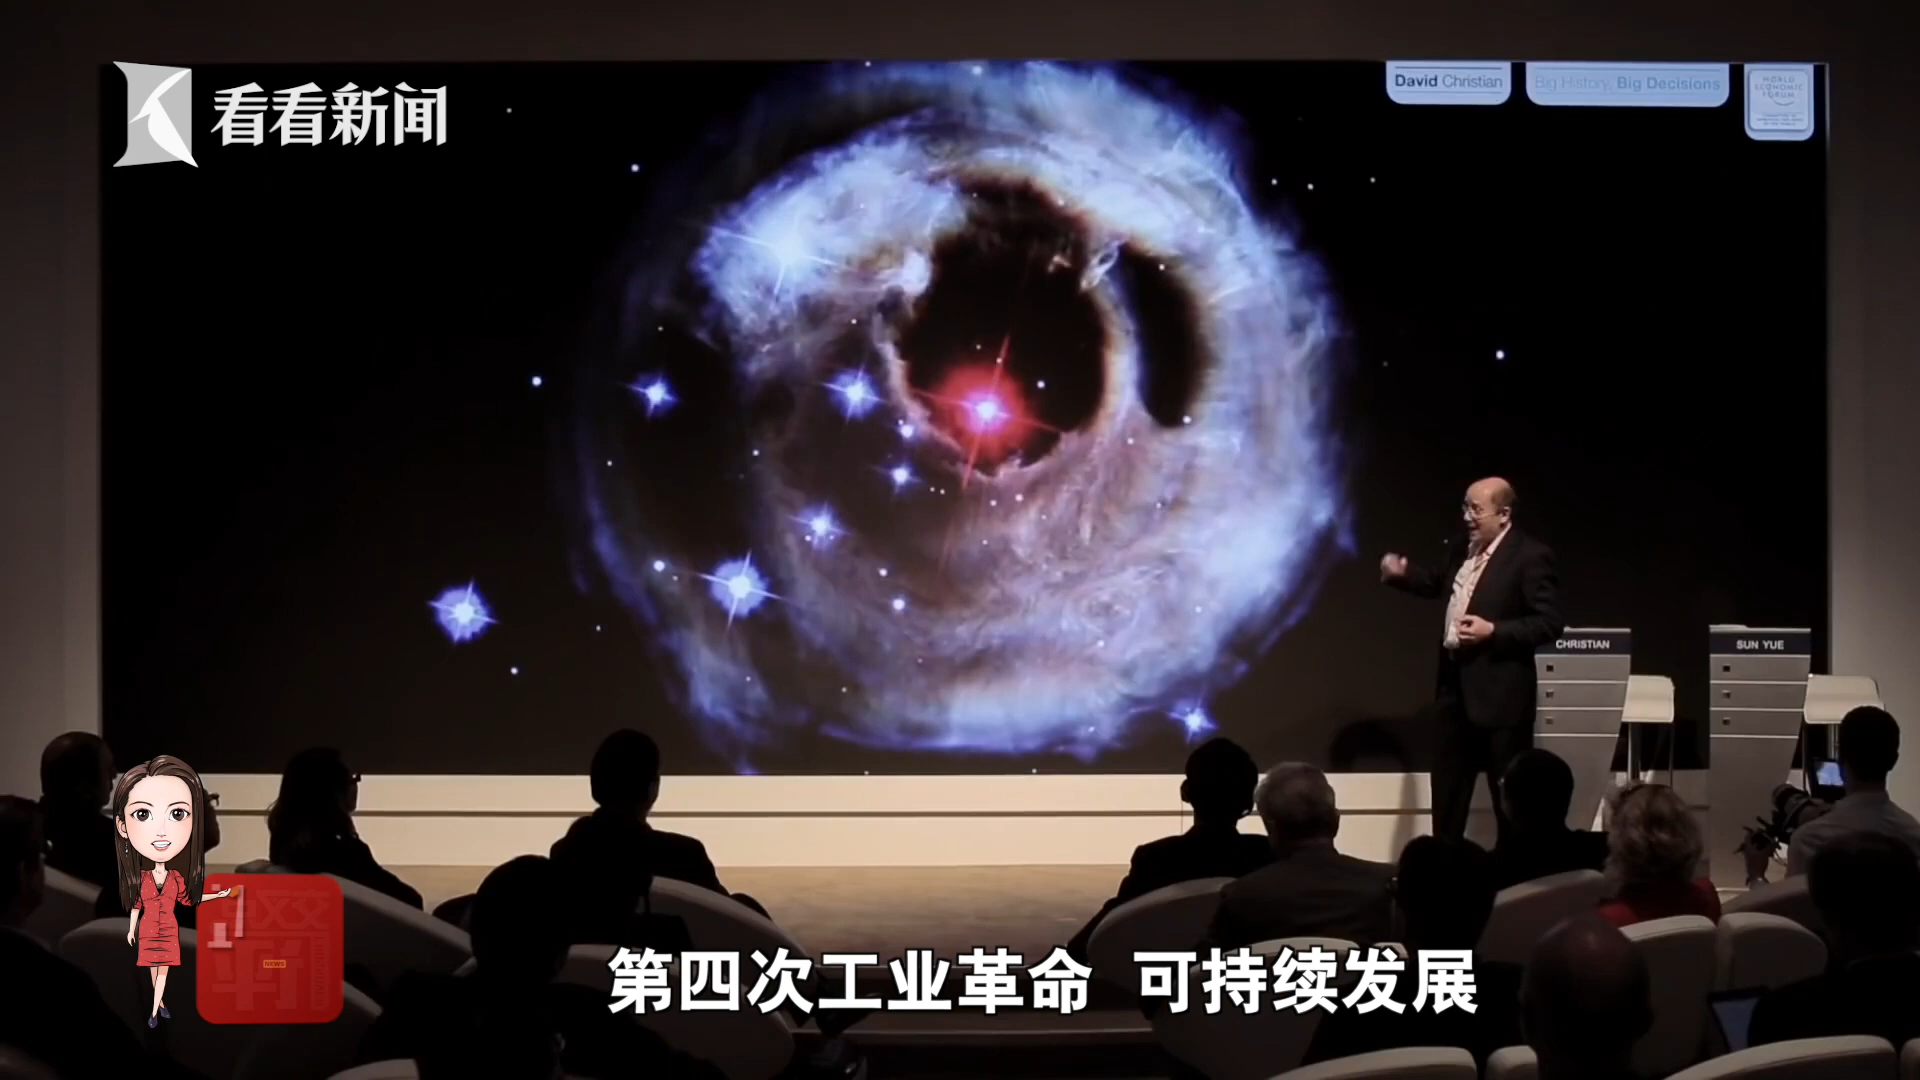 看看新闻
David Christian
Big History, Big Decisions
WORLD ECONOMIC FORUM
CHRISTIAN
SUN YUE
NEWS
第四次工业革命 可持续发展